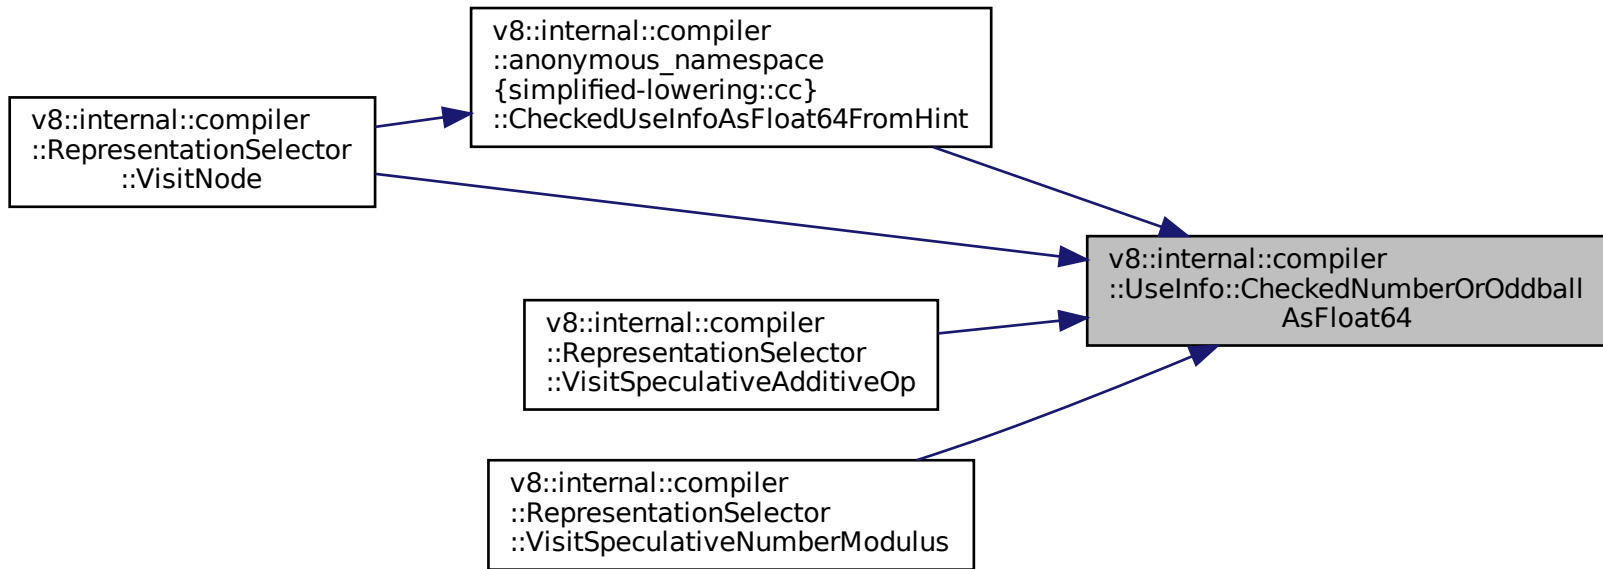 v8::internal::compiler
::anonymous_namespace
{simplified-lowering::cc}
::CheckedUseInfoAsFloat64FromHint
v8::internal::compiler
::RepresentationSelector
::VisitNode
v8::internal::compiler
::UseInfo::CheckedNumberOrOddball
AsFloat64
v8::internal::compiler
::RepresentationSelector
::VisitSpeculativeAdditiveOp
v8::internal::compiler
::RepresentationSelector
::VisitSpeculativeNumberModulus